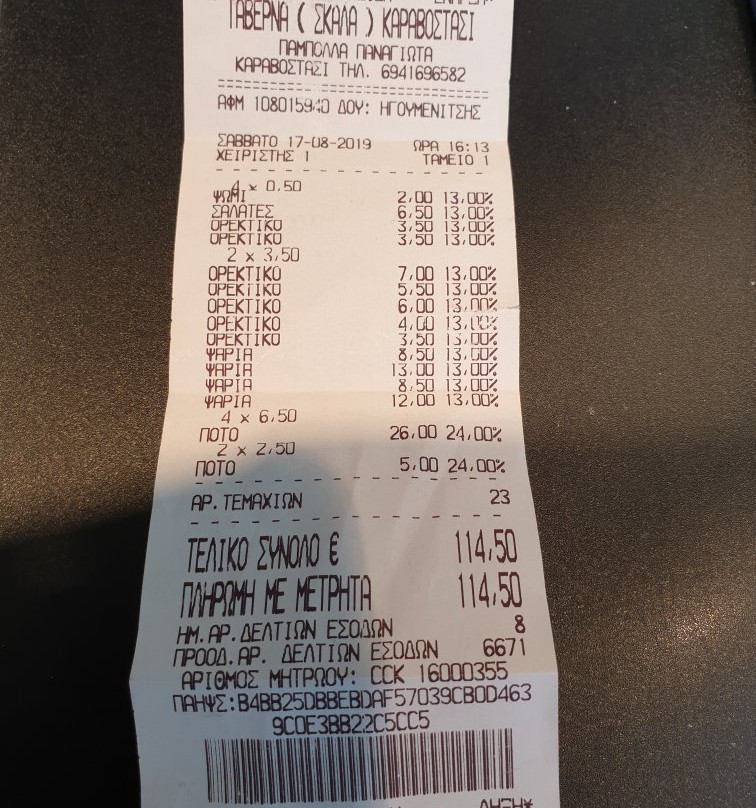 ΤΑΒΕΡΝΑ ( ΣΚΑΛΑ ) ΚΑΡΑΒΟΣΤΑΣΙ
ΠΑΜΠΟΛΛΑ ΠΑΝΑΓΙΩΤΑ
ΚΑΡΑΒΟΣΤΑΣΙ ΤΗΛ. 6941696582
ΑΦΜ 108015940 ΔΟΥ: ΗΓΟΥΜΕΝΙΤΣΗΣ
ΣΑΒΒΑΤΟ 17-08-2019 ΩΡΑ 16:13
ΧΕΙΡΙΣΤΗΣ 1 ΤΑΜΕΙΟ 1
4 x 0,50
ΨΩΜΙ 2,00 13,00%
ΣΑΛΑΤΕΣ 6,50 13,00%
ΟΡΕΚΤΙΚΟ 3,50 13,00%
ΟΡΕΚΤΙΚΟ 3,50 13,00%
2 x 3,50
ΟΡΕΚΤΙΚΟ 7,00 13,00%
ΟΡΕΚΤΙΚΟ 5,50 13,00%
ΟΡΕΚΤΙΚΟ 6,00 13,00%
ΟΡΕΚΤΙΚΟ 4,00 13,00%
ΟΡΕΚΤΙΚΟ 3,50 13,00%
ΨΑΡΙΑ 8,50 13,00%
ΨΑΡΙΑ 13,00 13,00%
ΨΑΡΙΑ 8,50 13,00%
ΨΑΡΙΑ 12,00 13,00%
4 x 6,50
ΠΟΤΟ 26,00 24,00%
2 x 2,50
ΠΟΤΟ 5,00 24,00%
ΑΡ. ΤΕΜΑΧΙΩΝ 23
ΤΕΛΙΚΟ ΣΥΝΟΛΟ € 114,50
ΠΛΗΡΩΜΗ ΜΕ ΜΕΤΡΗΤΑ 114,50
ΗΜ. ΑΡ. ΔΕΛΤΙΩΝ ΕΣΟΔΩΝ 8
ΠΡΟΟΔ. ΑΡ. ΔΕΛΤΙΩΝ ΕΣΟΔΩΝ 6671
ΑΡΙΘΜΟΣ ΜΗΤΡΩΟΥ: CCK 16000355
ΠΑΗΨΣ:B4BB25DBBEBDAF57039CB0D463
9C0E3BB22C5CC5